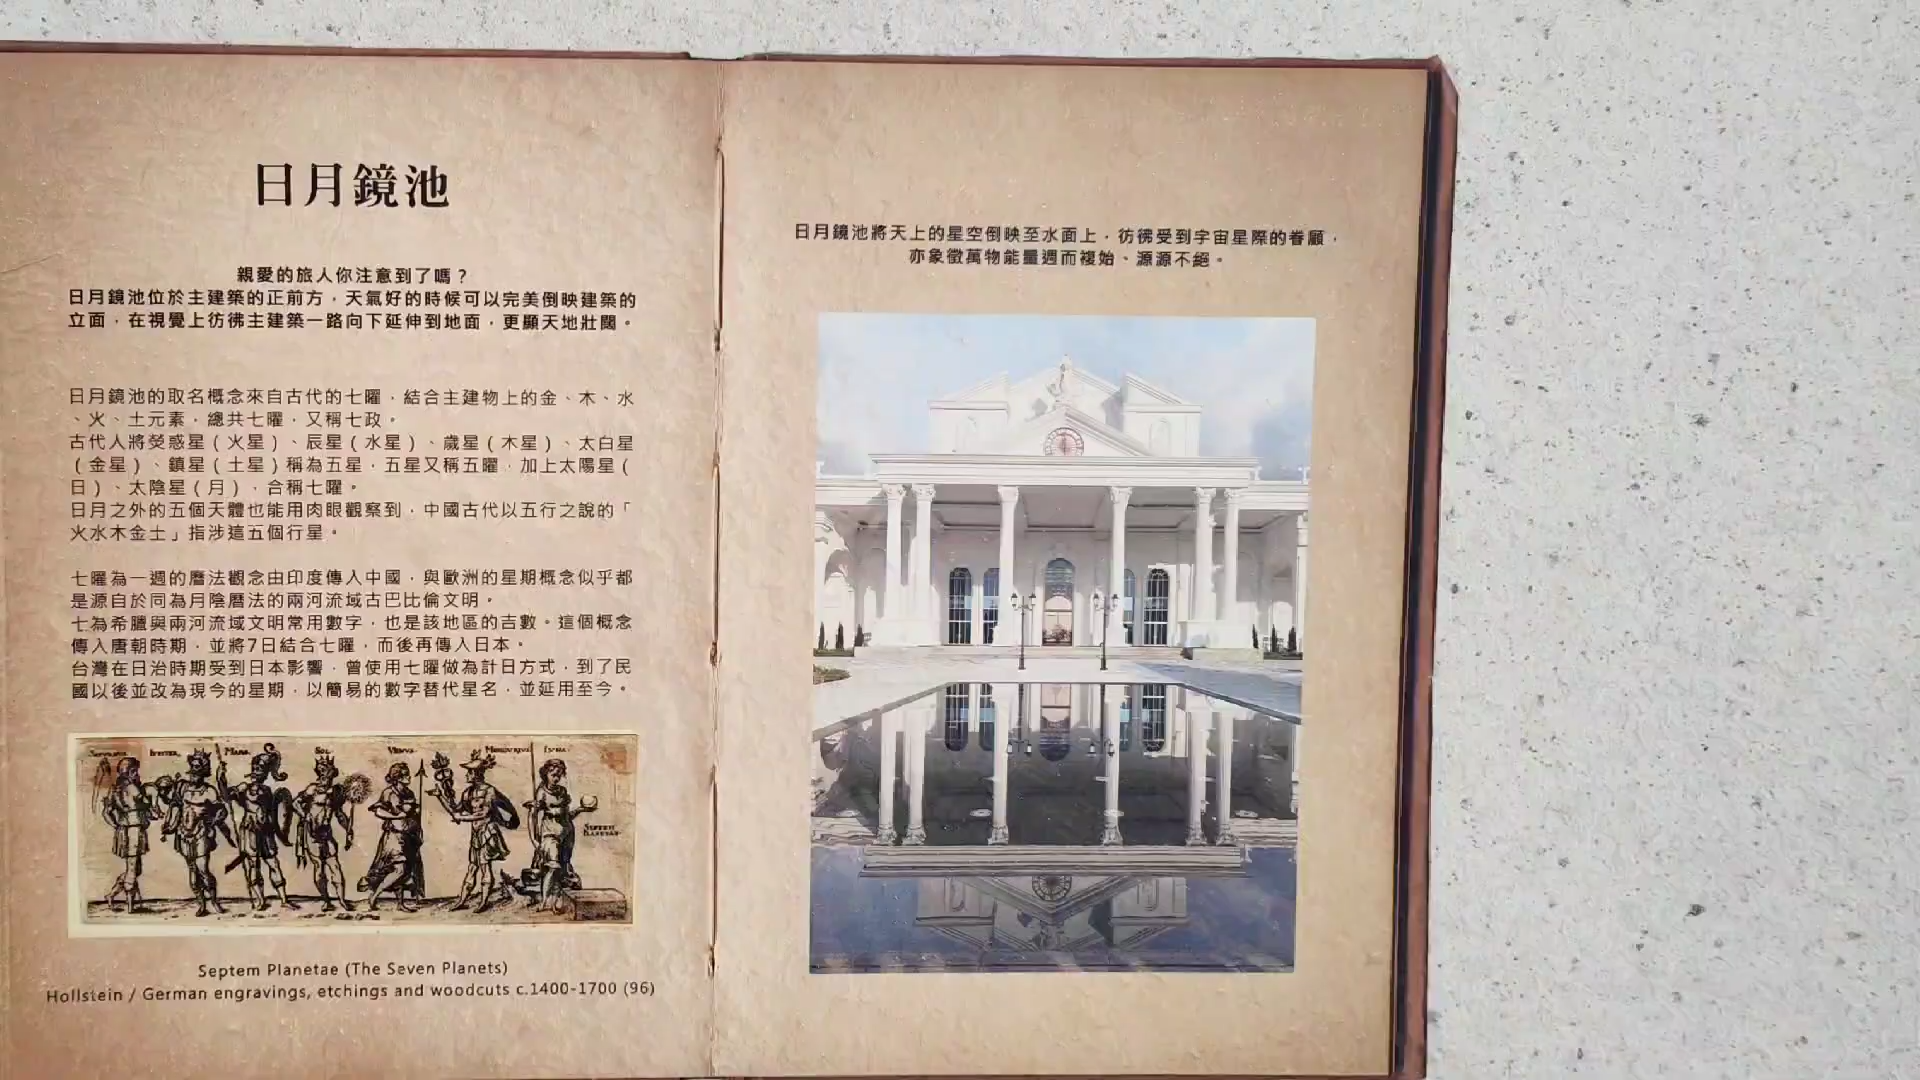 日月鏡池
親愛的旅人你注意到了嗎？
日月鏡池位於主建築的正前方，天氣好的時候可以完美倒映建築的
立面，在視覺上彷彿主建築一路向下延伸到地面，更顯天地壯闊。
日月鏡池的取名概念來自古代的七曜，結合主建物上的金、木、水
、火、土元素，總共七曜，又稱七政。
古代人將熒惑星（火星）、辰星（水星）、歲星（木星）、太白星
（金星）、鎮星（土星）稱為五星，五星又稱五曜，加上太陽星（
日）、太陰星（月），合稱七曜。
日月之外的五個天體也能用肉眼觀察到，中國古代以五行之說的「
火水木金土」指涉這五個行星。
七曜為一週的曆法觀念由印度傳入中國，與歐洲的星期概念似乎都
是源自於同為月陰曆法的兩河流域古巴比倫文明。
七為希臘與兩河流域文明常用數字，也是該地區的吉數。這個概念
傳入唐朝時期，並將7日結合七曜，而後再傳入日本。
台灣在日治時期受到日本影響，曾使用七曜做為計日方式，到了民
國以後並改為現今的星期，以簡易的數字替代星名，並延用至今。
JUPITER MARS SOL VENUS MERCURIUS LUNA
SEPTEM
PLANETAE
Septem Planetae (The Seven Planets)
Hollstein / German engravings, etchings and woodcuts c.1400-1700 (96)
日月鏡池將天上的星空倒映至水面上，彷彿受到宇宙星際的眷顧，
亦象徵萬物能量週而複始、源源不絕。